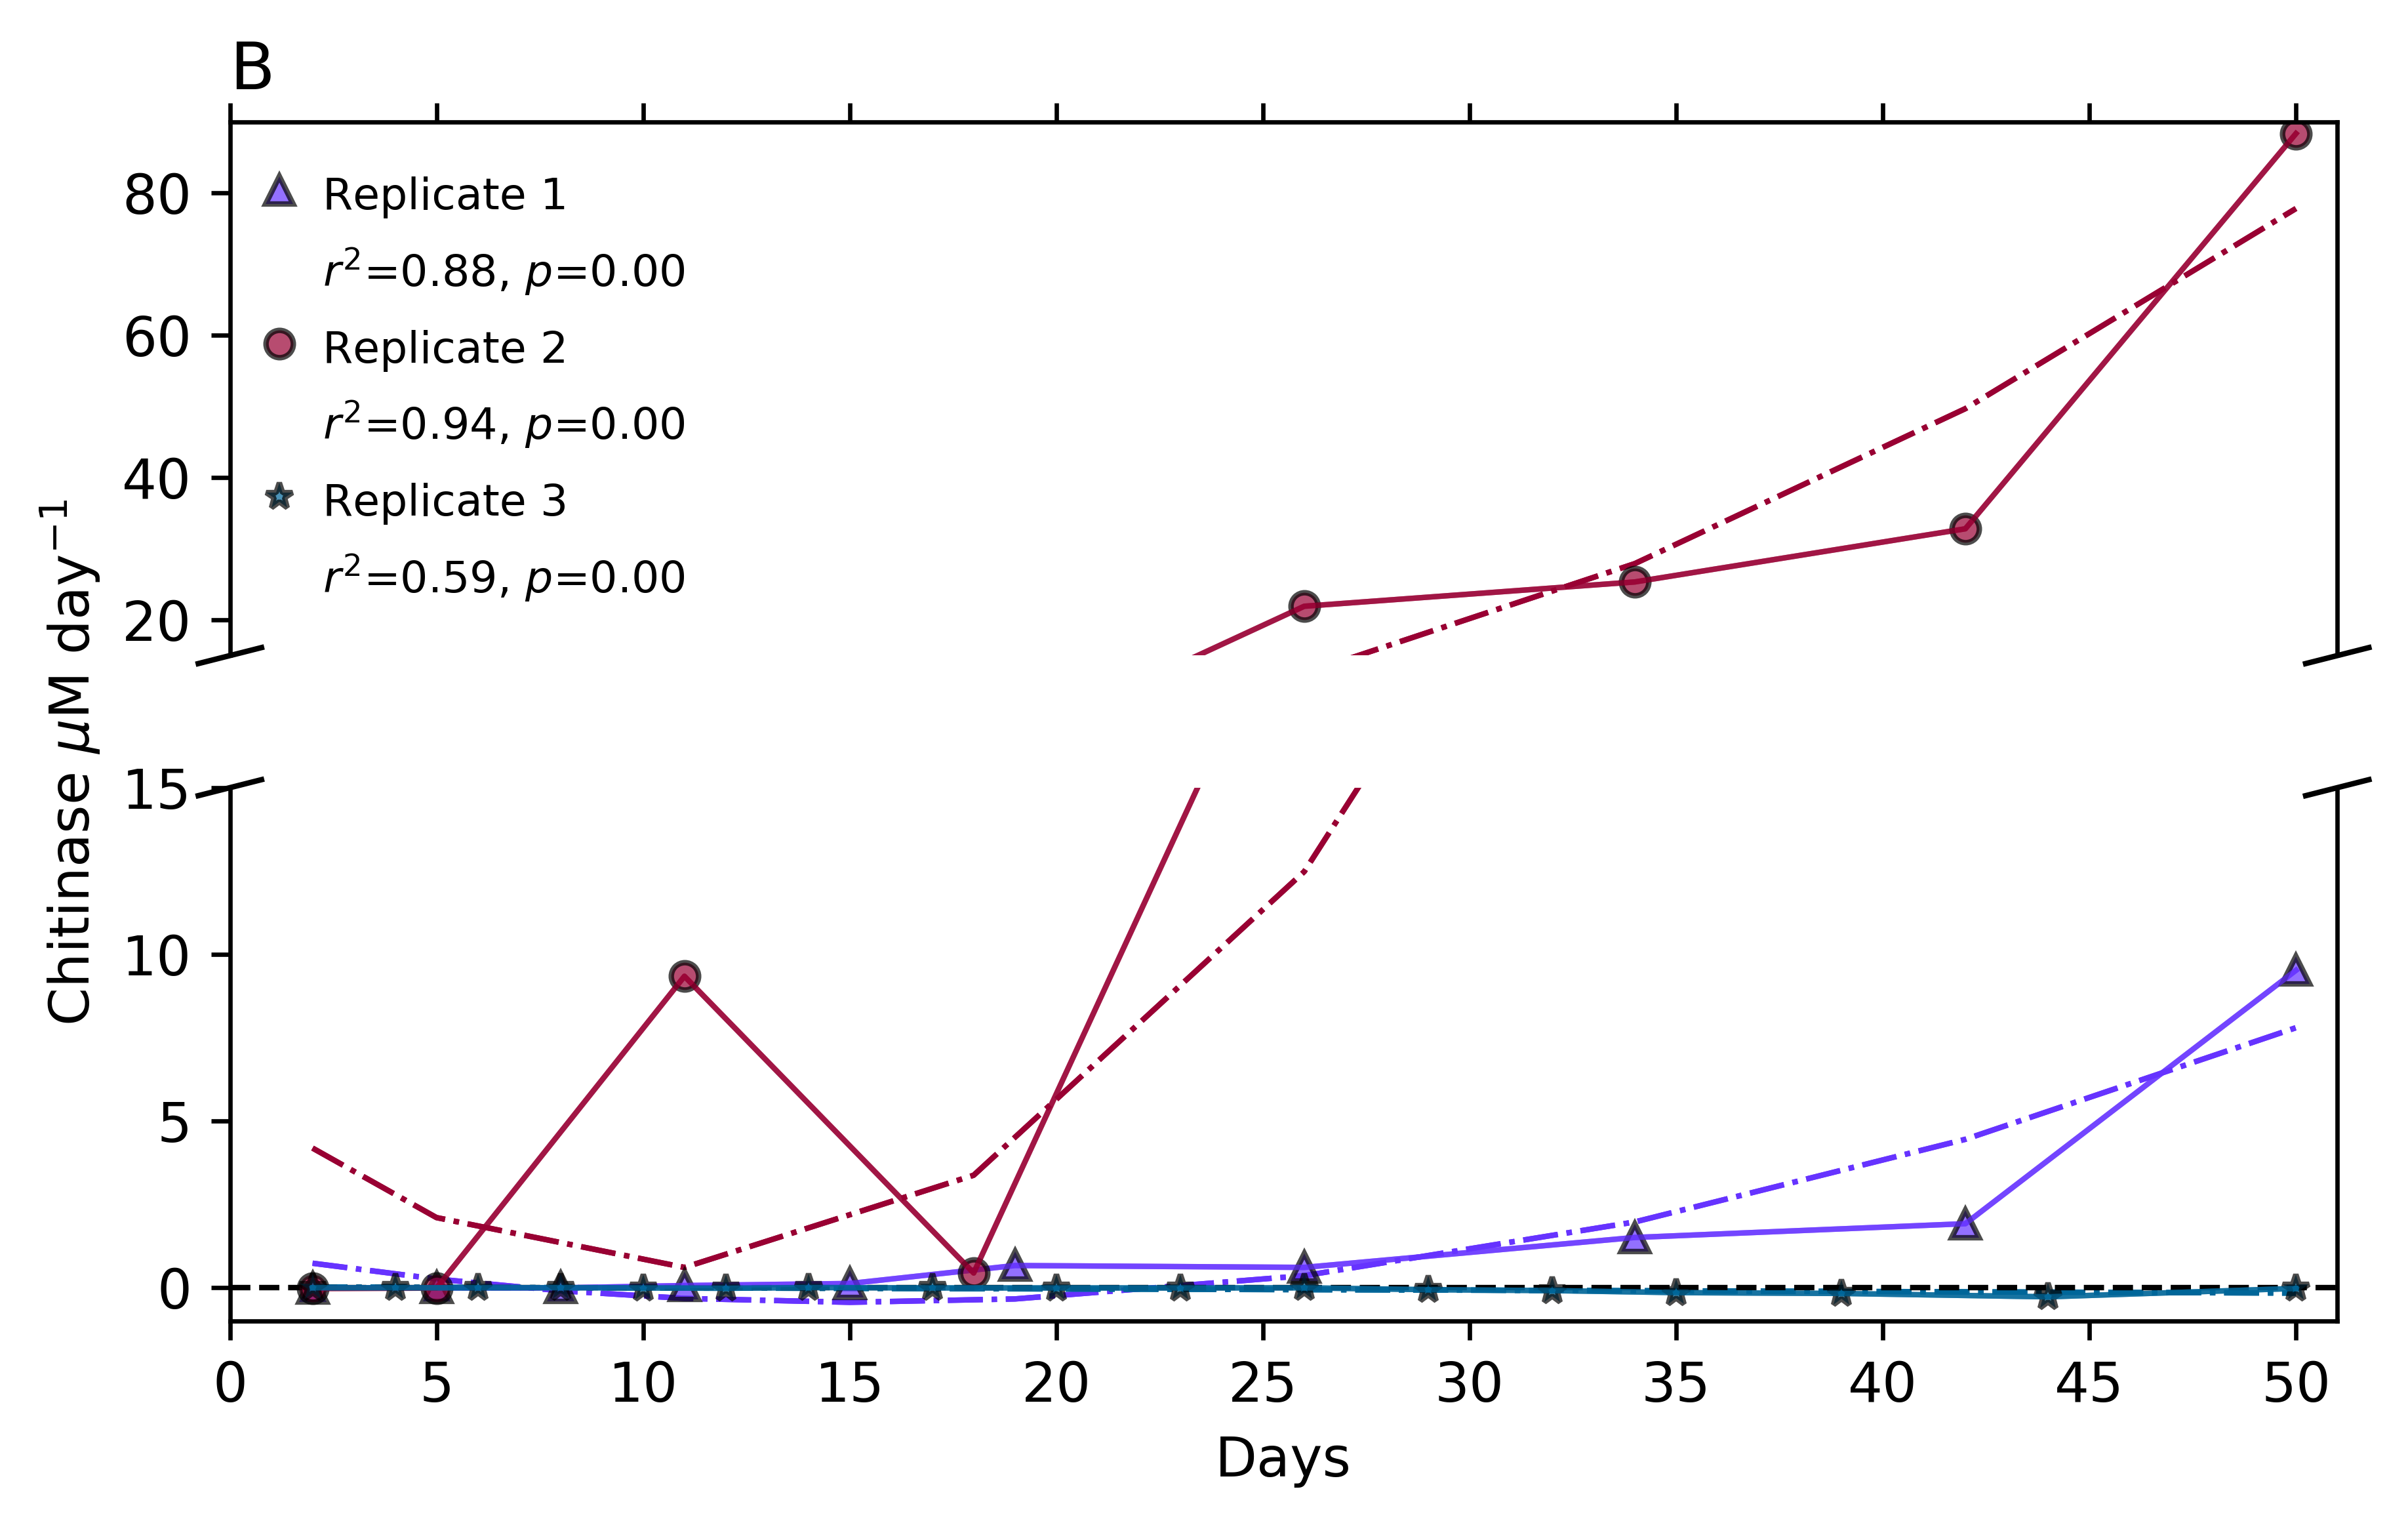 B
80
60
40
20
15
10
5
0
Chitinase μM day⁻¹
Replicate 1
r²=0.88, p=0.00
Replicate 2
r²=0.94, p=0.00
Replicate 3
r²=0.59, p=0.00
0 5 10 15 20 25 30 35 40 45 50
Days